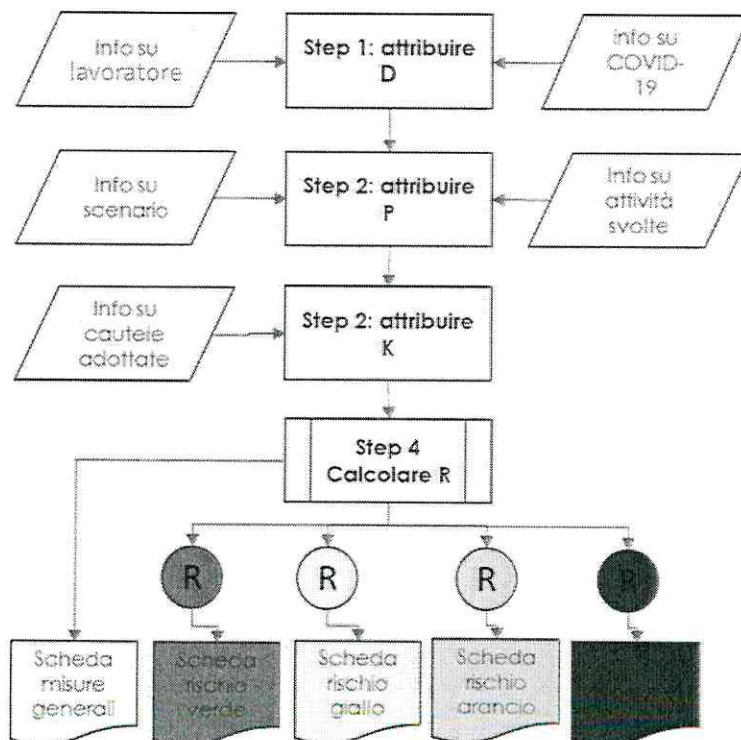 Info su
lavoratore
Step 1: attribuire
D
info su
COVID-
19
Info su
scenario
Step 2: attribuire
P
Info su
attività
svolte
Info su
cautele
adottate
Step 2: attribuire
K
Step 4
Calcolare R
R
R
R
R
Scheda
misure
generali
Scheda
rischio
verde
Scheda
rischio
giallo
Scheda
rischio
arancio